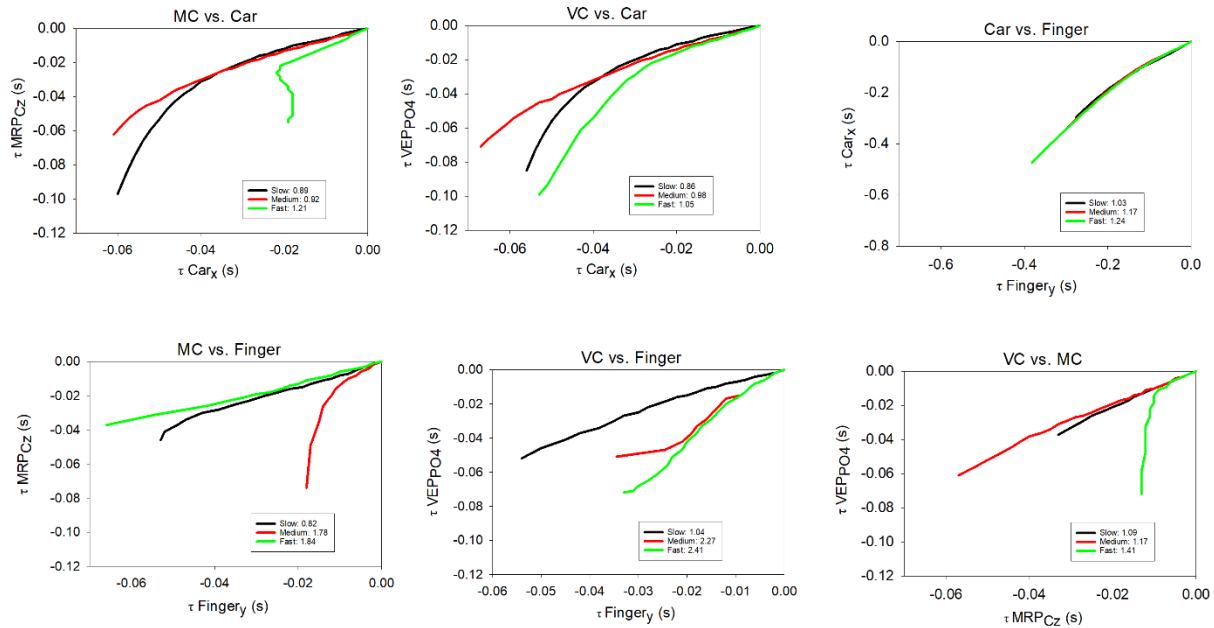 MC vs. Car
0.00
-0.02
-0.04
-0.06
-0.08
-0.10
-0.12
τ MRPCz (s)
Slow: 0.89
Medium: 0.92
Fast: 1.21
-0.06 -0.04 -0.02 0.00
τ Carx (s)
VC vs. Car
0.00
-0.02
-0.04
-0.06
-0.08
-0.10
-0.12
τ VEPPO4 (s)
Slow: 0.86
Medium: 0.98
Fast: 1.05
-0.06 -0.04 -0.02 0.00
τ Carx (s)
Car vs. Finger
0.0
-0.2
-0.4
-0.6
-0.8
τ Carx (s)
Slow: 1.03
Medium: 1.17
Fast: 1.24
-0.6 -0.4 -0.2 0.0
τ Fingery (s)
MC vs. Finger
0.00
-0.02
-0.04
-0.06
-0.08
-0.10
-0.12
τ MRPCz (s)
Slow: 0.82
Medium: 1.78
Fast: 1.84
-0.06 -0.04 -0.02 0.00
τ Fingery (s)
VC vs. Finger
0.00
-0.02
-0.04
-0.06
-0.08
-0.10
-0.12
τ VEPPO4 (s)
Slow: 1.04
Medium: 2.27
Fast: 2.41
-0.06 -0.05 -0.04 -0.03 -0.02 -0.01 0.00
τ Fingery (s)
VC vs. MC
0.00
-0.02
-0.04
-0.06
-0.08
-0.10
-0.12
τ VEPPO4 (s)
Slow: 1.09
Medium: 1.17
Fast: 1.41
-0.06 -0.04 -0.02 0.00
τ MRPCz (s)